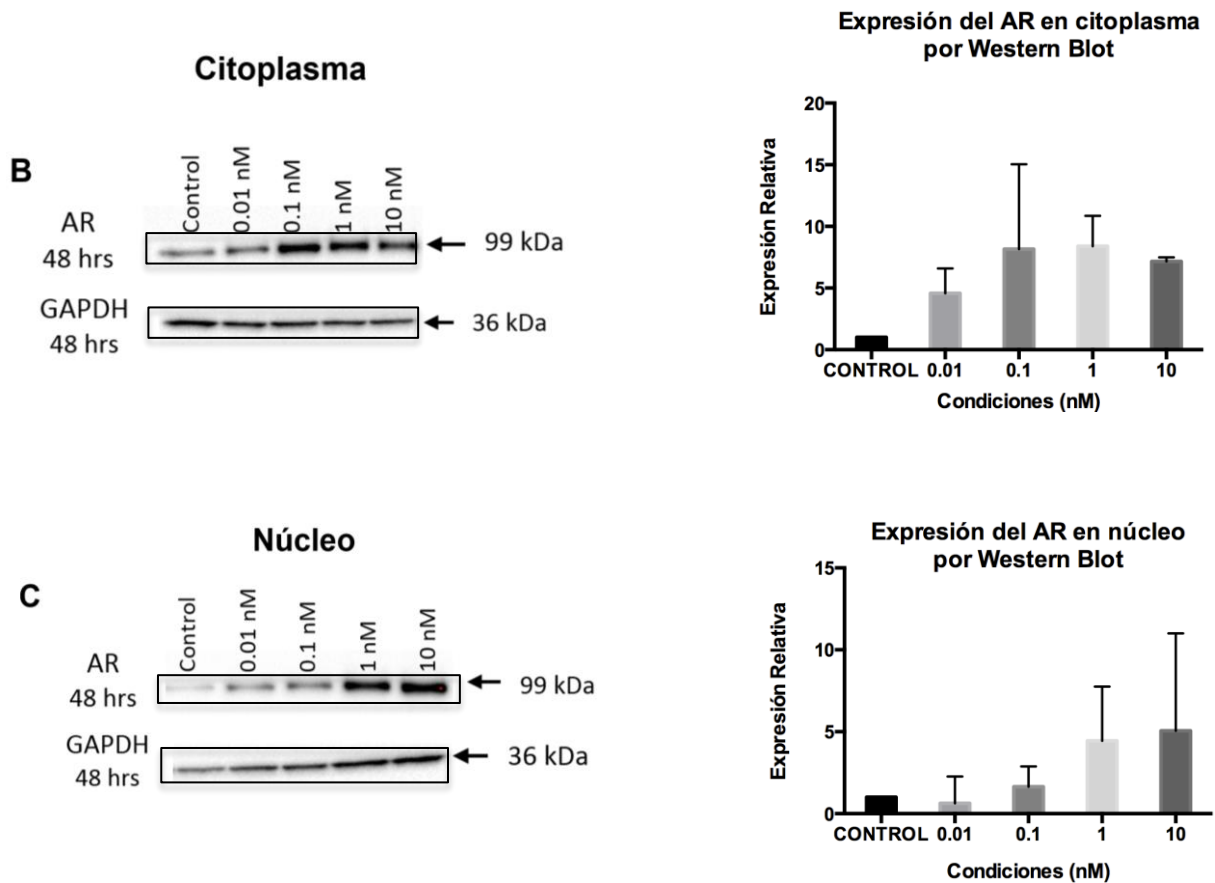 Citoplasma
B
Control
0.01 nM
0.1 nM
1 nM
10 nM
AR
48 hrs
99 kDa
GAPDH
48 hrs
36 kDa
Expresión del AR en citoplasma
por Western Blot
Expresión Relativa
20
15
10
5
0
CONTROL 0.01 0.1 1 10
Condiciones (nM)
Núcleo
C
Control
0.01 nM
0.1 nM
1 nM
10 nM
AR
48 hrs
99 kDa
GAPDH
48 hrs
36 kDa
Expresión del AR en núcleo
por Western Blot
Expresión Relativa
15
10
5
0
CONTROL 0.01 0.1 1 10
Condiciones (nM)